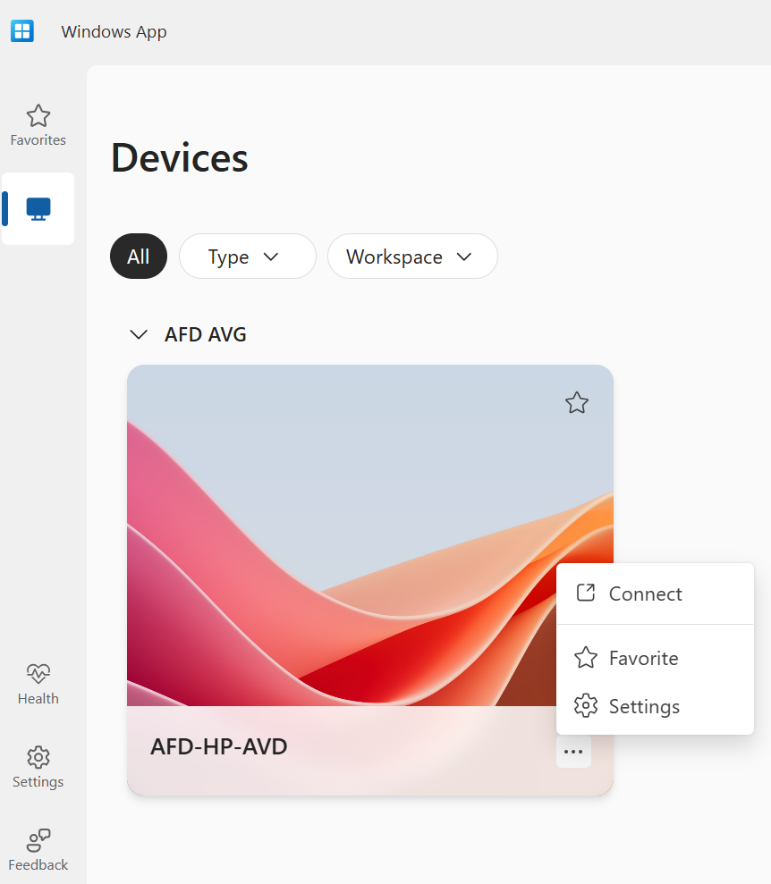 Windows App
Favorites
Devices
All
Type
Workspace
AFD AVG
Connect
Favorite
Settings
AFD-HP-AVD
Health
Settings
Feedback